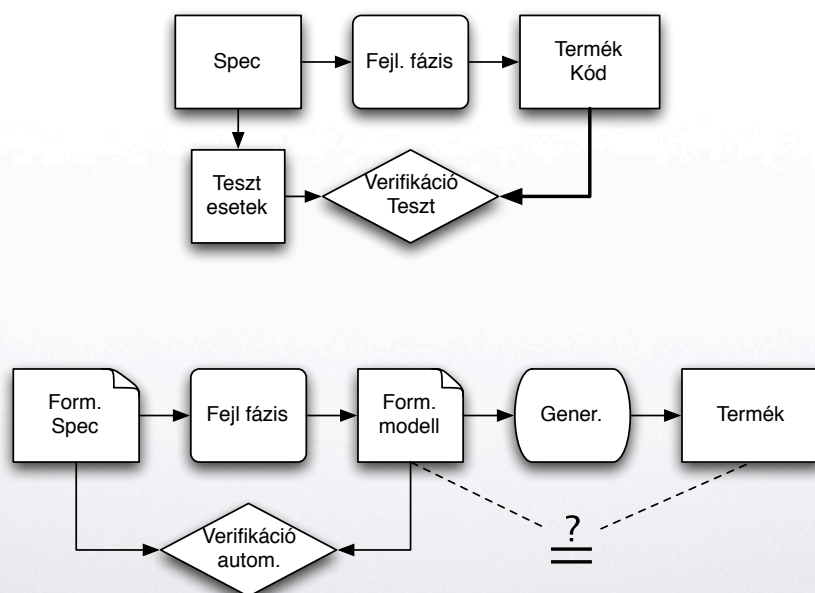 Spec
Fejl. fázis
Termék
Kód
Teszt
esetek
Verifikáció
Teszt
Form.
Spec
Fejl fázis
Form.
modell
Gener.
Termék
Verifikáció
autom.
?
=